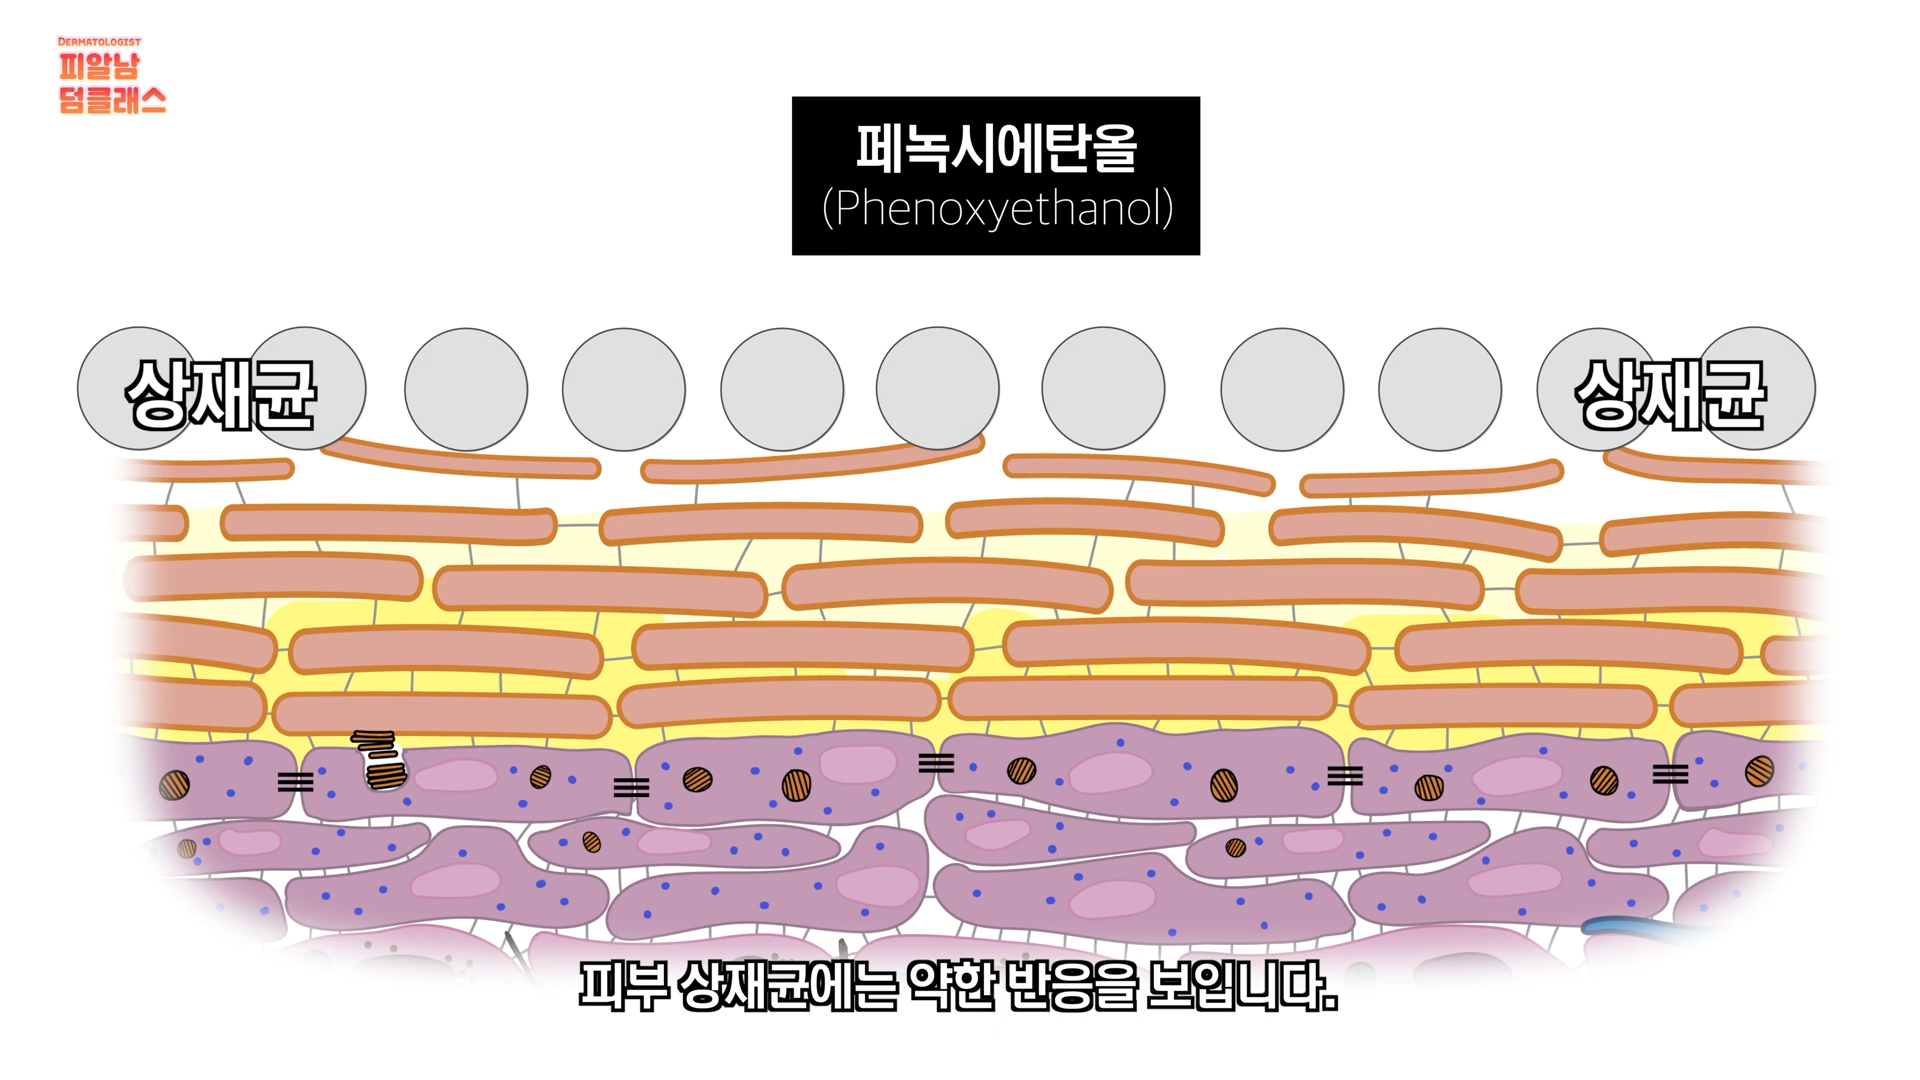 DERMATOLOGIST
피알남
덤클래스
페녹시에탄올
(Phenoxyethanol)
상재균
상재균
피부 상재균에는 약한 반응을 보입니다.